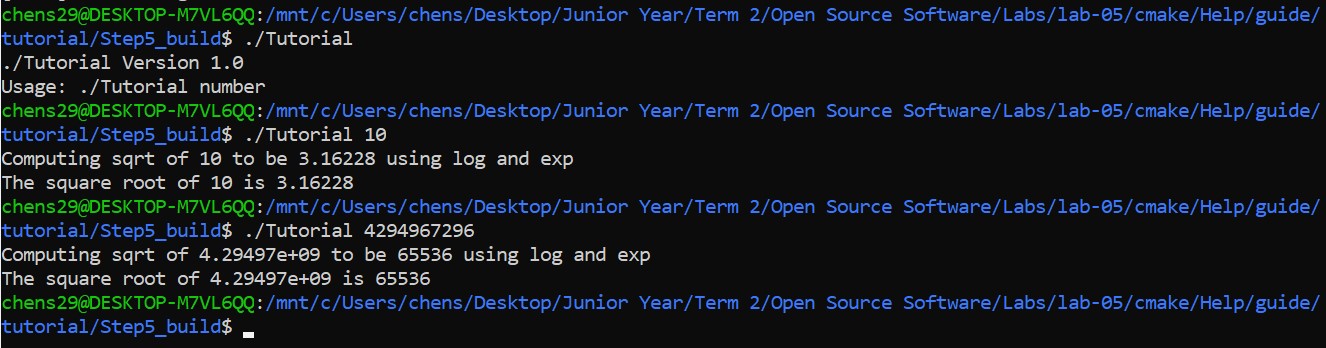 chens29@DESKTOP-M7VL6QQ:/mnt/c/Users/chens/Desktop/Junior Year/Term 2/Open Source Software/Labs/lab-05/cmake/Help/guide/
tutorial/Step5_build$ ./Tutorial
./Tutorial Version 1.0
Usage: ./Tutorial number
chens29@DESKTOP-M7VL6QQ:/mnt/c/Users/chens/Desktop/Junior Year/Term 2/Open Source Software/Labs/lab-05/cmake/Help/guide/
tutorial/Step5_build$ ./Tutorial 10
Computing sqrt of 10 to be 3.16228 using log and exp
The square root of 10 is 3.16228
chens29@DESKTOP-M7VL6QQ:/mnt/c/Users/chens/Desktop/Junior Year/Term 2/Open Source Software/Labs/lab-05/cmake/Help/guide/
tutorial/Step5_build$ ./Tutorial 4294967296
Computing sqrt of 4.29497e+09 to be 65536 using log and exp
The square root of 4.29497e+09 is 65536
chens29@DESKTOP-M7VL6QQ:/mnt/c/Users/chens/Desktop/Junior Year/Term 2/Open Source Software/Labs/lab-05/cmake/Help/guide/
tutorial/Step5_build$